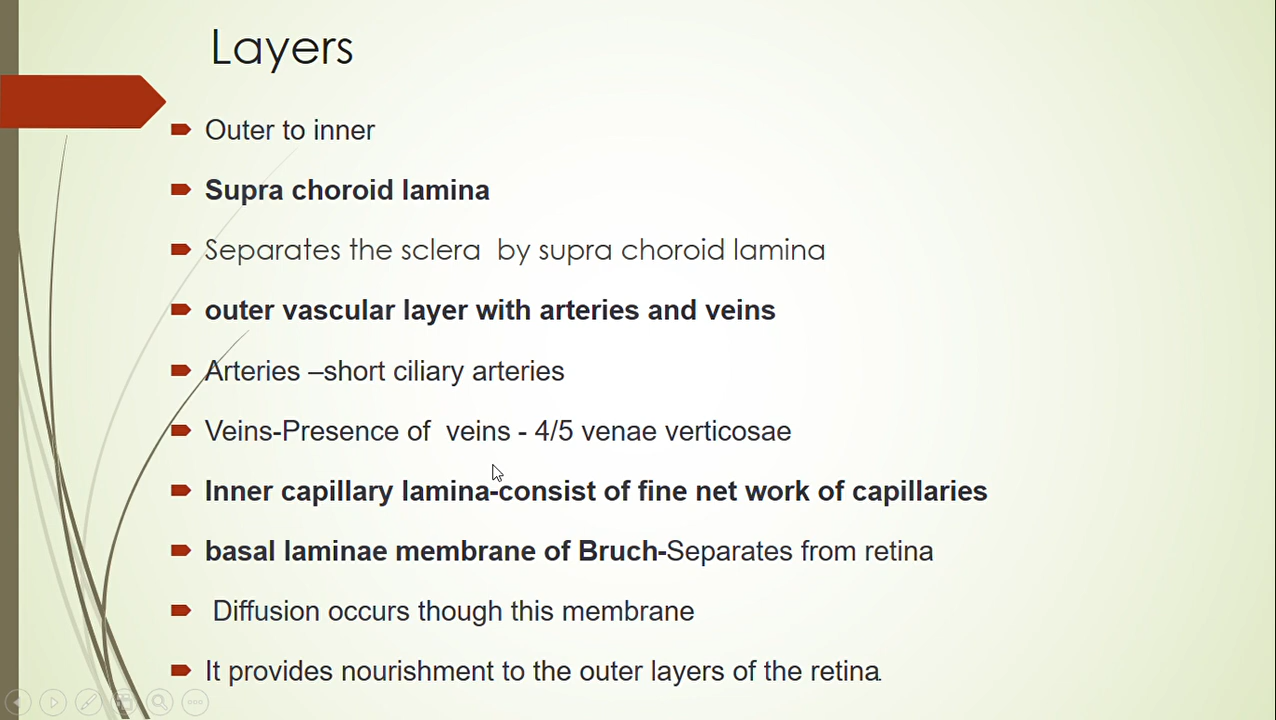 Layers
Outer to inner
Supra choroid lamina
Separates the sclera by supra choroid lamina
outer vascular layer with arteries and veins
Arteries –short ciliary arteries
Veins-Presence of veins - 4/5 venae verticosae
Inner capillary lamina-consist of fine net work of capillaries
basal laminae membrane of Bruch-Separates from retina
Diffusion occurs though this membrane
It provides nourishment to the outer layers of the retina.